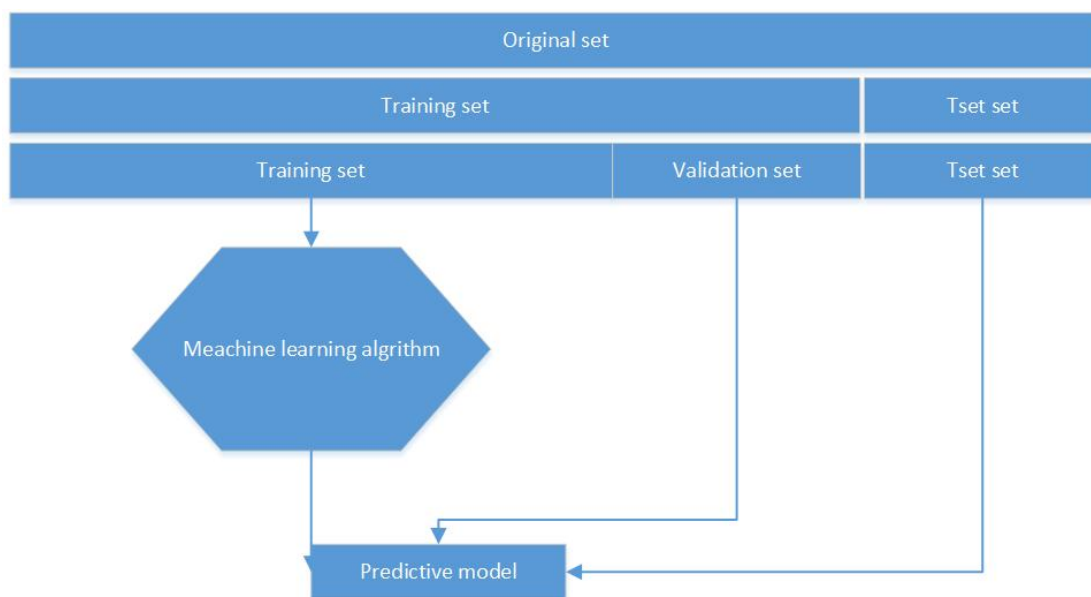 Original set
Training set
Tset set
Training set
Validation set
Tset set
Meachine learning algrithm
Predictive model